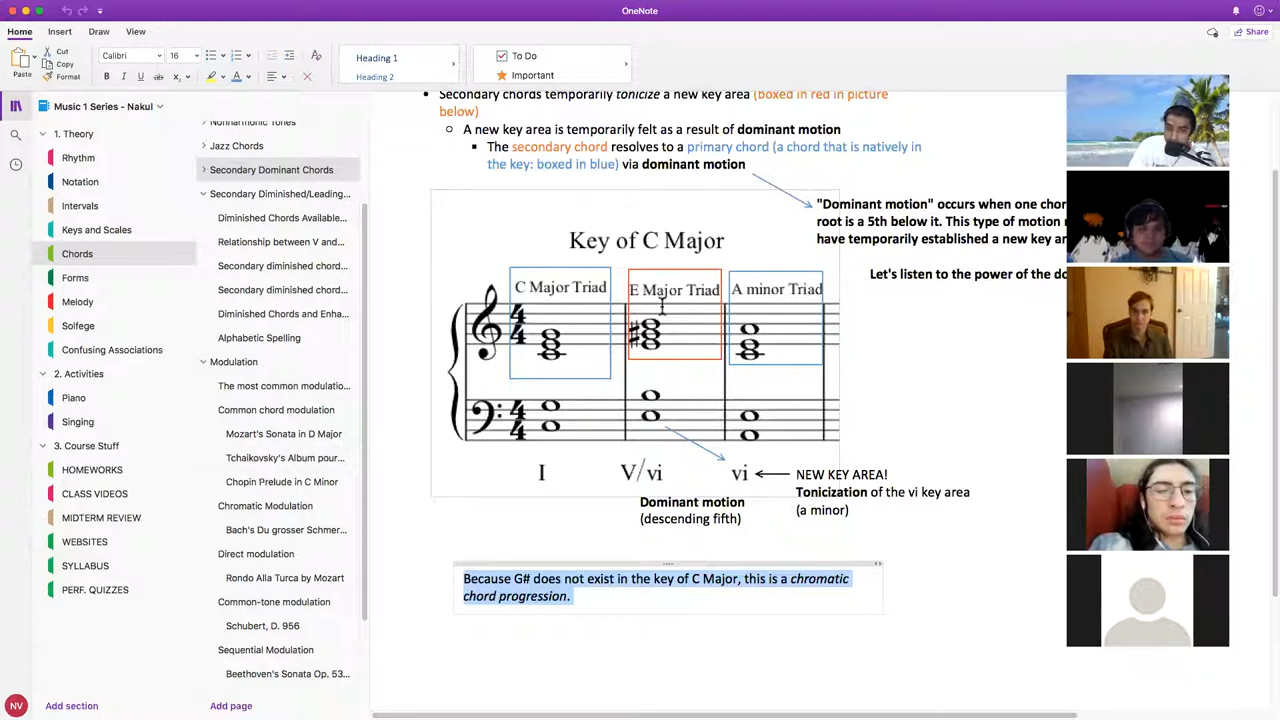 OneNote
Home Insert Draw View
Share
Paste
Cut
Copy
Format
Calibri 16
B I U ab x
Heading 1
Heading 2
To Do
Important
Music 1 Series - Nakul
1. Theory
Rhythm
Notation
Intervals
Keys and Scales
Chords
Forms
Melody
Solfege
Confusing Associations
2. Activities
Piano
Singing
3. Course Stuff
HOMEWORKS
CLASS VIDEOS
MIDTERM REVIEW
WEBSITES
SYLLABUS
PERF. QUIZZES
NV
Add section
Nonharmonic Tones
Jazz Chords
Secondary Dominant Chords
Secondary Diminished/Leading...
Diminished Chords Available...
Relationship between V and...
Secondary diminished chord...
Secondary diminished chord...
Diminished Chords and Enha...
Alphabetic Spelling
Modulation
The most common modulatio...
Common chord modulation
Mozart's Sonata in D Major
Tchaikovsky's Album pour...
Chopin Prelude in C Minor
Chromatic Modulation
Bach's Du grosser Schmer...
Direct modulation
Rondo Alla Turca by Mozart
Common-tone modulation
Schubert, D. 956
Sequential Modulation
Beethoven's Sonata Op. 53...
Add page
Secondary chords temporarily tonicize a new key area (boxed in red in picture
below)
A new key area is temporarily felt as a result of dominant motion
The secondary chord resolves to a primary chord (a chord that is natively in
the key: boxed in blue) via dominant motion
"Dominant motion" occurs when one chor
root is a 5th below it. This type of motion
have temporarily established a new key ar
Let's listen to the power of the do
Key of C Major
C Major Triad
E Major Triad
A minor Triad
I V/vi vi
NEW KEY AREA!
Tonicization of the vi key area
(a minor)
Dominant motion
(descending fifth)
Because G# does not exist in the key of C Major, this is a chromatic
chord progression.